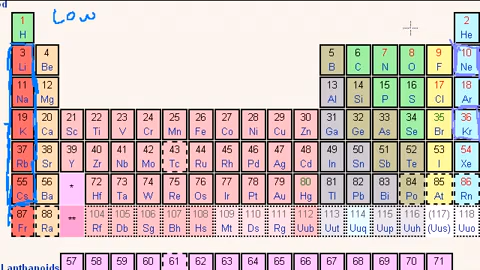 d
Low
1 2
H He
3 4 5 6 7 8 9 10
Li Be B C N O F Ne
11 12 13 14 15 16 17 18
Na Mg Al Si P S Cl Ar
19 20 21 22 23 24 25 26 27 28 29 30 31 32 33 34 35 36
K Ca Sc Ti V Cr Mn Fe Co Ni Cu Zn Ga Ge As Se Br Kr
37 38 39 40 41 42 43 44 45 46 47 48 49 50 51 52 53 54
Rb Sr Y Zr Nb Mo Tc Ru Rh Pd Ag Cd In Sn Sb Te I Xe
55 56 * 72 73 74 75 76 77 78 79 80 81 82 83 84 85 86
Cs Ba Hf Ta W Re Os Ir Pt Au Hg Tl Pb Bi Po At Rn
87 88 ** 104 105 106 107 108 109 110 111 112 113 114 115 116 (117) 118
Fr Ra Rf Db Sg Bh Hs Mt Ds Rg Uub Uut Uuq Uup Uuh (Uus) Uuo
Lanthanoids 57 58 59 60 61 62 63 64 65 66 67 68 69 70 71